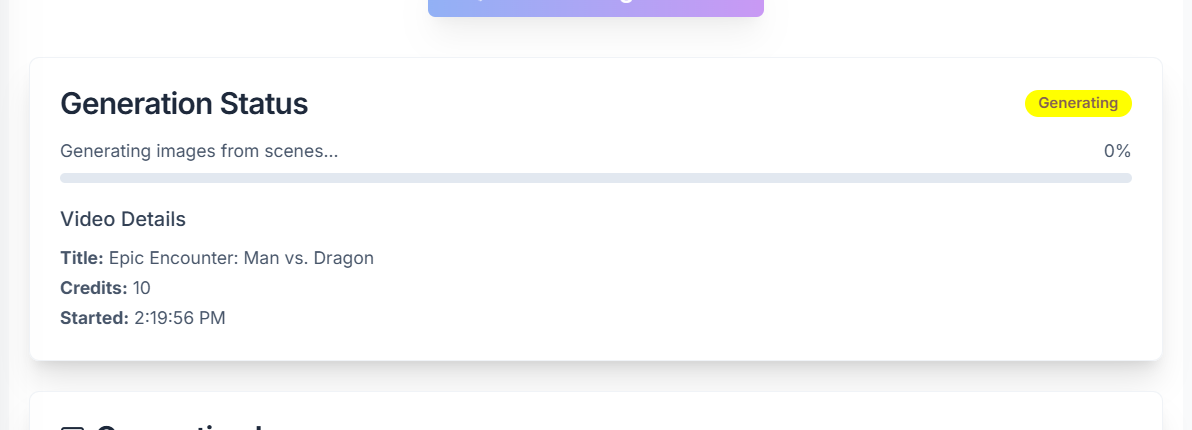 Generation Status
Generating
Generating images from scenes...
0%
Video Details
Title: Epic Encounter: Man vs. Dragon
Credits: 10
Started: 2:19:56 PM